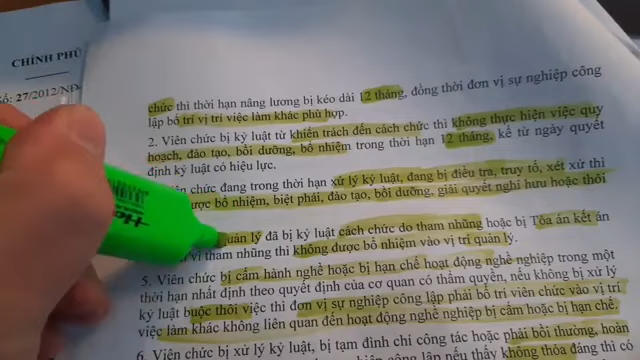 CHÍNH PHỦ
Số: 27/2012/NĐ-
chức thì thời hạn nâng lương bị kéo dài 12 tháng, đồng thời đơn vị sự nghiệp công
lập bố trí vị trí việc làm khác phù hợp.
2. Viên chức bị kỷ luật từ khiển trách đến cách chức thì không thực hiện việc quy
hoạch, đào tạo, bồi dưỡng, bổ nhiệm trong thời hạn 12 tháng, kể từ ngày quyết
định kỷ luật có hiệu lực.
chức đang trong thời hạn xử lý kỷ luật, đang bị điều tra, truy tố, xét xử thì
được bổ nhiệm, biệt phái, đào tạo, bồi dưỡng, giải quyết nghỉ hưu hoặc thôi
quản lý đã bị kỷ luật cách chức do tham nhũng hoặc bị Tòa án kết án
vì tham nhũng thì không được bổ nhiệm vào vị trí quản lý.
5. Viên chức bị cấm hành nghề hoặc bị hạn chế hoạt động nghề nghiệp trong một
thời hạn nhất định theo quyết định của cơ quan có thẩm quyền, nếu không bị xử lý
kỷ luật buộc thôi việc thì đơn vị sự nghiệp công lập phải bố trí viên chức vào vị trí
việc làm khác không liên quan đến hoạt động nghề nghiệp bị cấm hoặc bị hạn chế.
6. Viên chức bị xử lý kỷ luật, bị tạm đình chỉ công tác hoặc phải bồi thường, hoàn
nghiệp công lập nếu thấy không thỏa đáng thì có